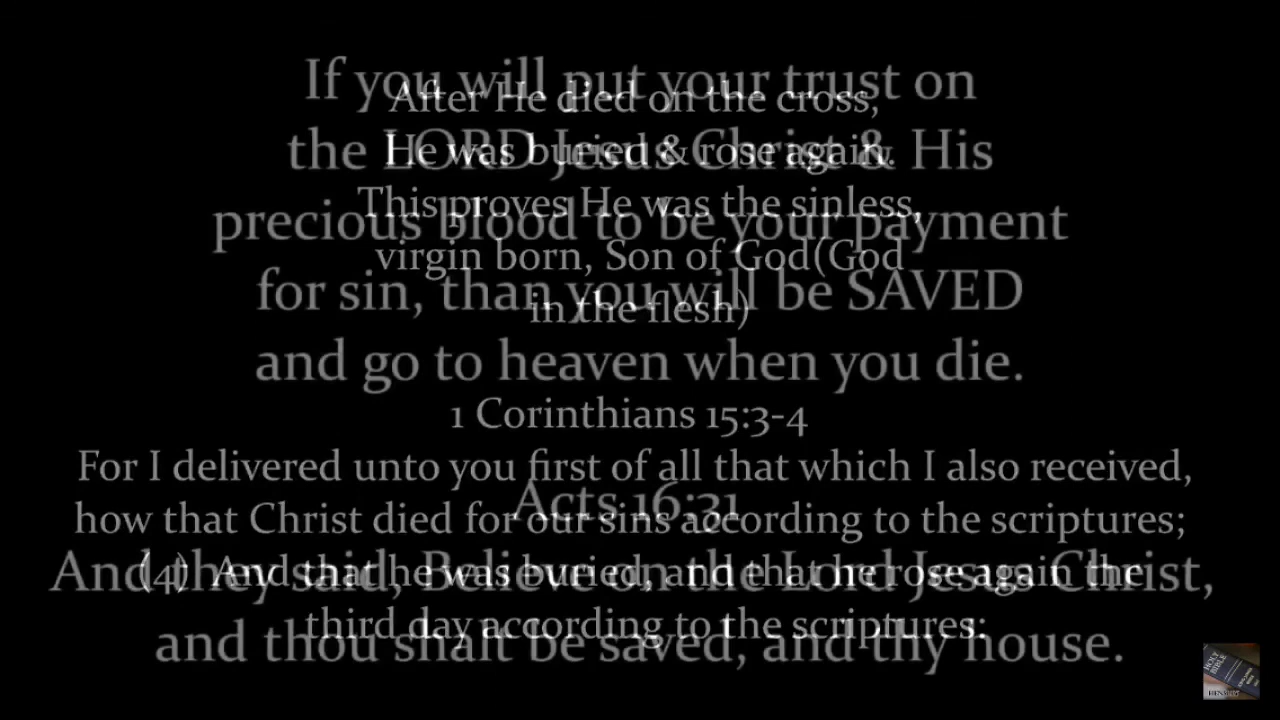 After He died on the cross,
He was buried & rose again.
This proves He was the sinless,
virgin born, Son of God(God
in the flesh)
1 Corinthians 15:3-4
For I delivered unto you first of all that which I also received,
how that Christ died for our sins according to the scriptures;
(4) And that he was buried, and that he rose again the
third day according to the scriptures:
If you will put your trust on
the LORD Jesus Christ & His
precious blood to be your payment
for sin, than you will be SAVED
and go to heaven when you die.
Acts 16:31
And they said, Believe on the Lord Jesus Christ,
and thou shalt be saved, and thy house.
HOLY BIBLE